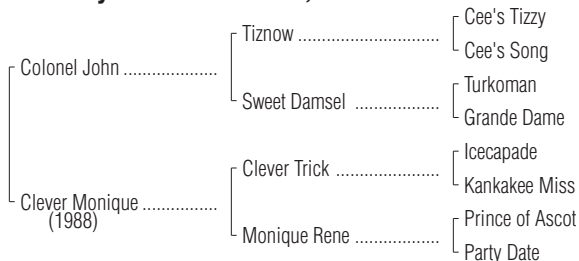 Cee's Tizzy
Tiznow
Cee's Song
Colonel John
Turkoman
Sweet Damsel
Grande Dame
Icecapade
Clever Trick
Kankakee Miss
Clever Monique
(1988)
Prince of Ascot
Monique Rene
Party Date